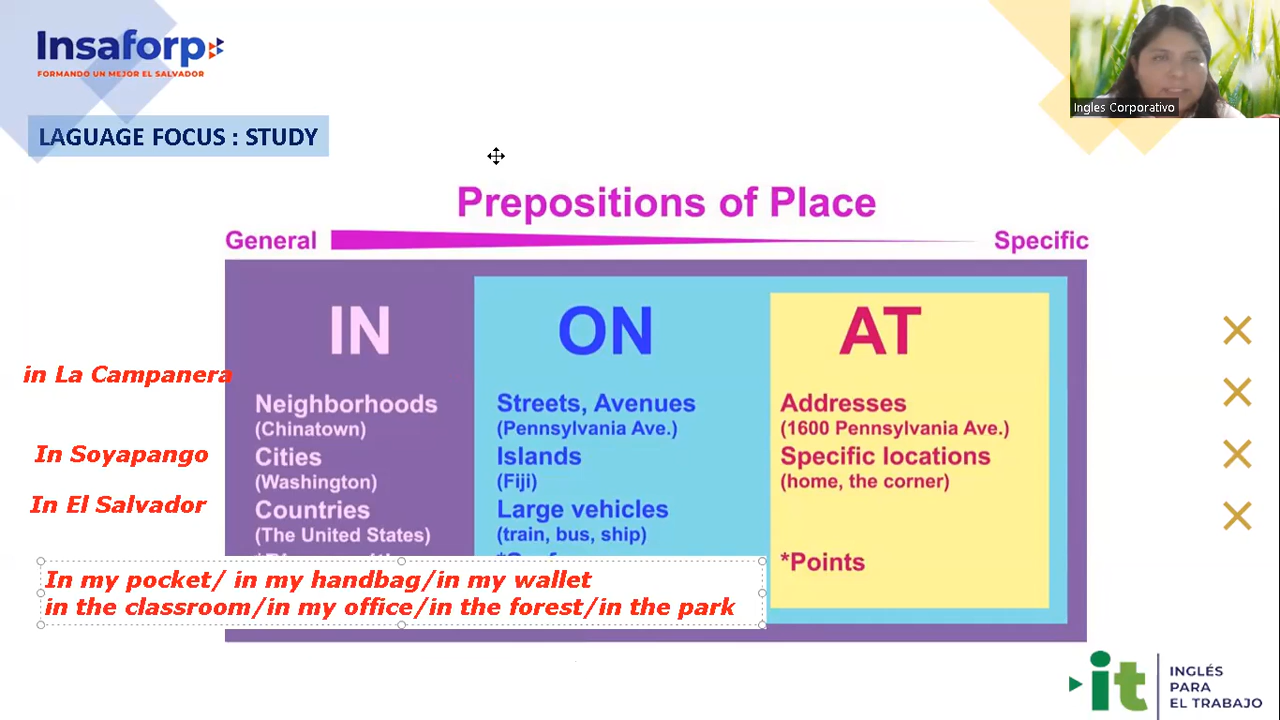 Insaforp
FORMANDO UN MEJOR EL SALVADOR
Ingles Corporativo
LAGUAGE FOCUS : STUDY
Prepositions of Place
General
Specific
IN
ON
AT
in La Campanera
Neighborhoods
(Chinatown)
Cities
(Washington)
Countries
(The United States)
Streets, Avenues
(Pennsylvania Ave.)
Islands
(Fiji)
Large vehicles
(train, bus, ship)
Addresses
(1600 Pennsylvania Ave.)
Specific locations
(home, the corner)
*Points
In Soyapango
In El Salvador
In my pocket/ in my handbag/in my wallet
in the classroom/in my office/in the forest/in the park
it
INGLÉS
PARA
EL TRABAJO